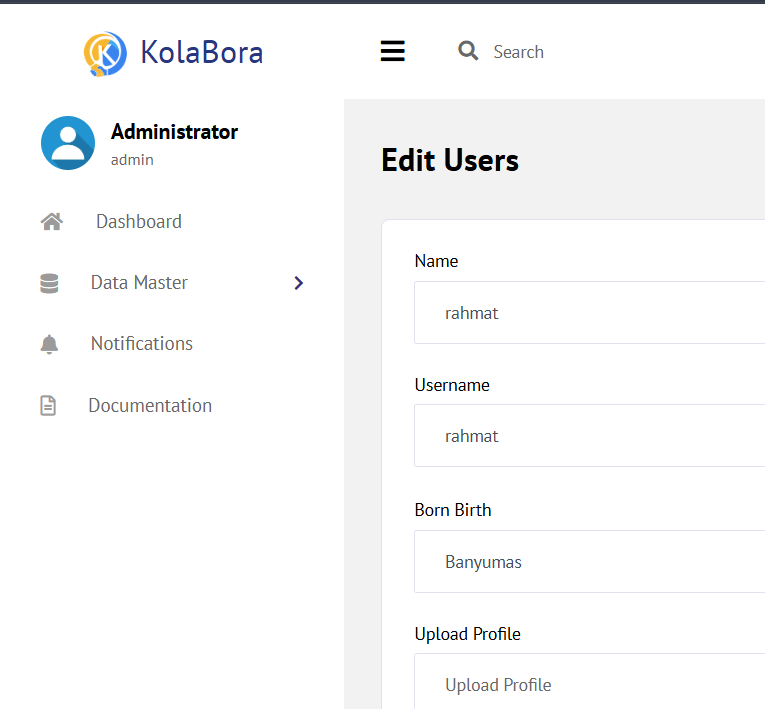 KolaBora
Search
Administrator
admin
Dashboard
Data Master
Notifications
Documentation
Edit Users
Name
rahmat
Username
rahmat
Born Birth
Banyumas
Upload Profile
Upload Profile